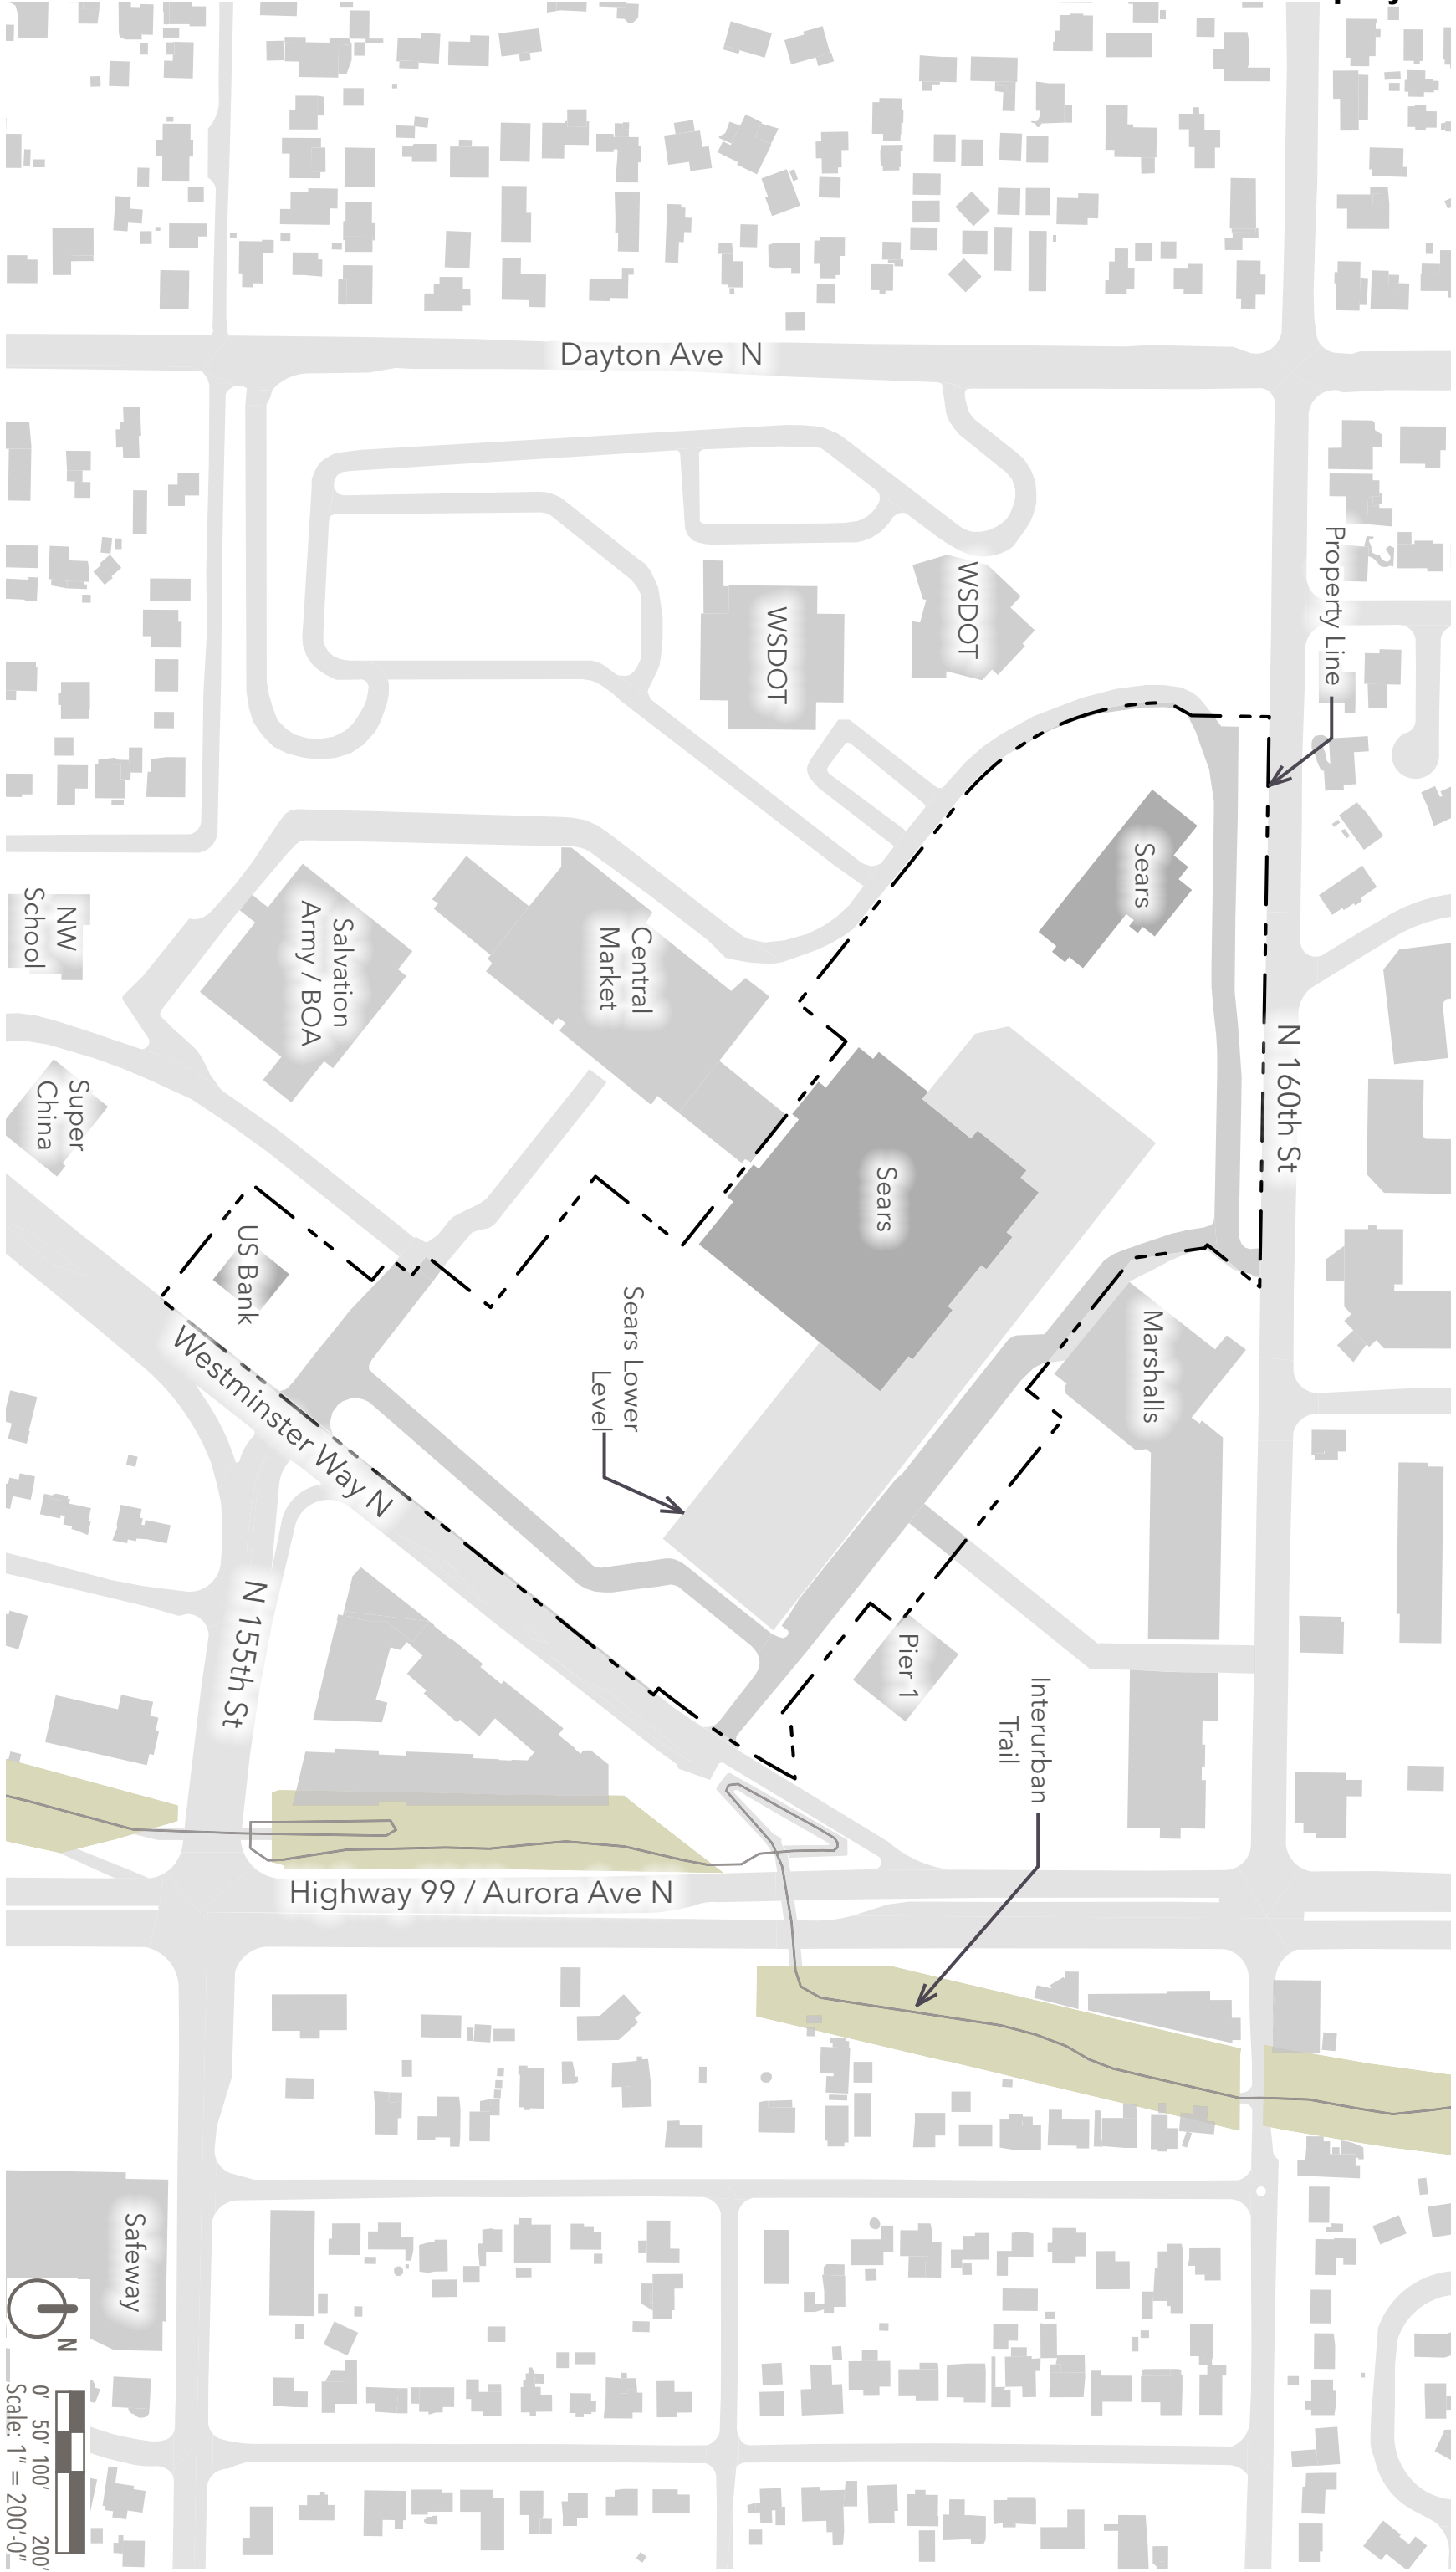 Dayton Ave N
Property Line
WSDOT
WSDOT
Sears
N 160th St
NW
School
Salvation
Army / BOA
Central
Market
Super
China
Sears
US Bank
Sears Lower
Level
Marshalls
Westminster Way N
N 155th St
Pier 1
Interurban
Trail
Highway 99 / Aurora Ave N
Safeway
N
0' 50' 100' 200'
Scale: 1" = 200'-0"